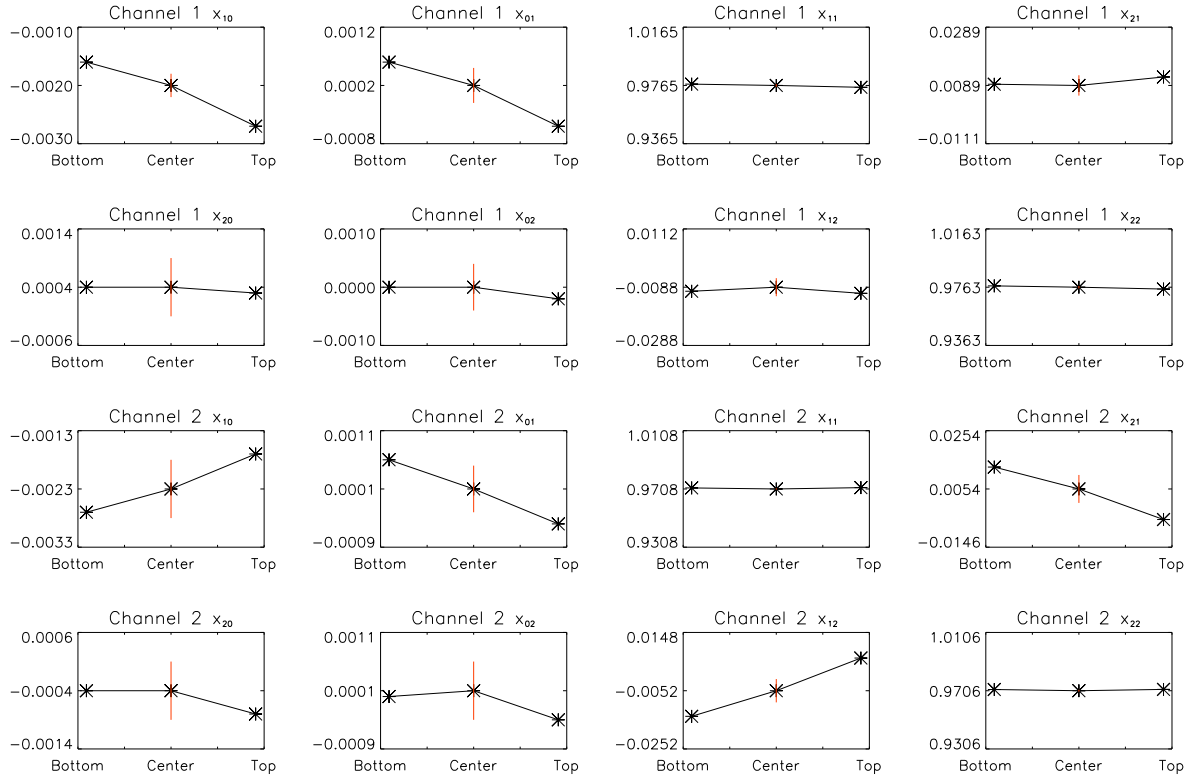 Channel 1 x₁₀ Channel 1 x₀₁ Channel 1 x₁₁ Channel 1 x₂₁
−0.0010 0.0012 1.0165 0.0289
−0.0020 0.0002 0.9765 0.0089
−0.0030 −0.0008 0.9365 −0.0111
Bottom Center Top Bottom Center Top Bottom Center Top Bottom Center Top
Channel 1 x₂₀ Channel 1 x₀₂ Channel 1 x₁₂ Channel 1 x₂₂
0.0014 0.0010 0.0112 1.0163
0.0004 0.0000 −0.0088 0.9763
−0.0006 −0.0010 −0.0288 0.9363
Bottom Center Top Bottom Center Top Bottom Center Top Bottom Center Top
Channel 2 x₁₀ Channel 2 x₀₁ Channel 2 x₁₁ Channel 2 x₂₁
−0.0013 0.0011 1.0108 0.0254
−0.0023 0.0001 0.9708 0.0054
−0.0033 −0.0009 0.9308 −0.0146
Bottom Center Top Bottom Center Top Bottom Center Top Bottom Center Top
Channel 2 x₂₀ Channel 2 x₀₂ Channel 2 x₁₂ Channel 2 x₂₂
0.0006 0.0011 0.0148 1.0106
−0.0004 0.0001 −0.0052 0.9706
−0.0014 −0.0009 −0.0252 0.9306
Bottom Center Top Bottom Center Top Bottom Center Top Bottom Center Top